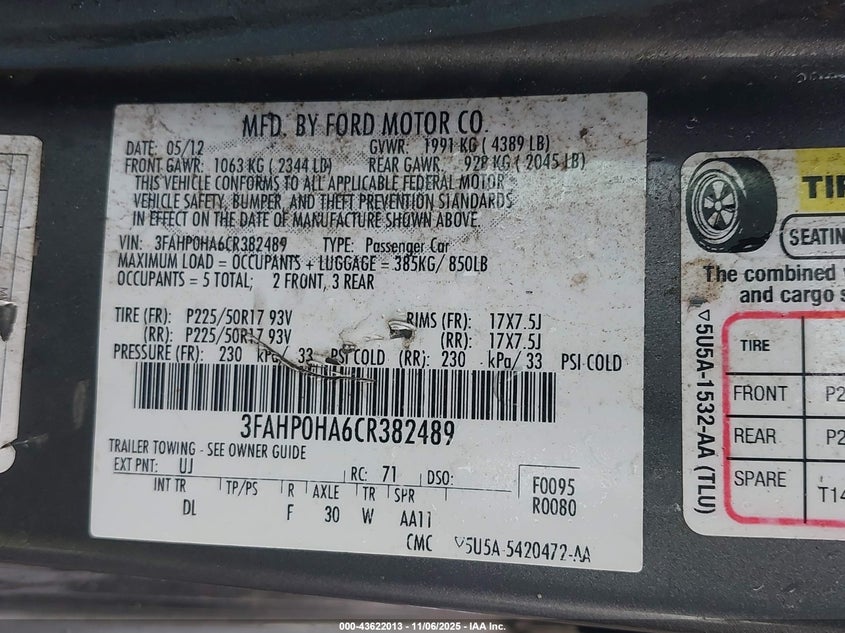 MFD. BY FORD MOTOR CO.
DATE: 05/12 GVWR: 1991 KG ( 4389 LB)
FRONT GAWR: 1063 KG ( 2344 LB) REAR GAWR: 928 KG ( 2045 LB)
THIS VEHICLE CONFORMS TO ALL APPLICABLE FEDERAL MOTOR
VEHICLE SAFETY, BUMPER, AND THEFT PREVENTION STANDARDS
IN EFFECT ON THE DATE OF MANUFACTURE SHOWN ABOVE.
VIN: 3FAHP0HA6CR382489 TYPE: Passenger Car
MAXIMUM LOAD = OCCUPANTS + LUGGAGE = 385KG/ 850LB
OCCUPANTS = 5 TOTAL; 2 FRONT, 3 REAR
TIRE (FR): P225/50R17 93V RIMS (FR): 17X7.5J
(RR): P225/50R17 93V (RR): 17X7.5J
PRESSURE (FR): 230 kPa/ 33 PSI COLD (RR): 230 kPa/ 33 PSI COLD
3FAHP0HA6CR382489
TRAILER TOWING - SEE OWNER GUIDE
EXT PNT: UJ RC: 71 DSO: F0095
INT TR TP/PS R AXLE TR SPR R0080
DL F 30 W AA11
CMC ▽5U5A-5420472-AA
SEATIN
The combined
and cargo s
TIRE
FRONT P2
REAR P2
SPARE T14
▽5U5A-1532-AA (TLU)
000-43622013 - 11/06/2025 - IAA Inc.